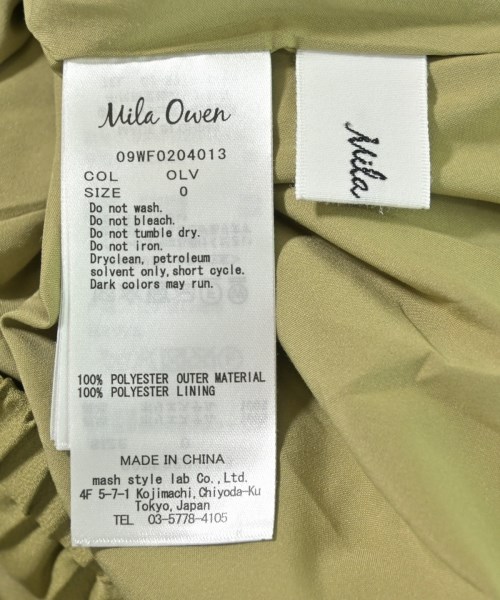 Mila Owen
09WF0204013
COL OLV
SIZE 0
Do not wash.
Do not bleach.
Do not tumble dry.
Do not iron.
Dryclean, petroleum
solvent only, short cycle.
Dark colors may run.
100% POLYESTER OUTER MATERIAL
100% POLYESTER LINING
MADE IN CHINA
mash style lab Co.,Ltd.
4F 5-7-1 Kojimachi,Chiyoda-Ku
Tokyo,Japan
TEL 03-5778-4105
Mila